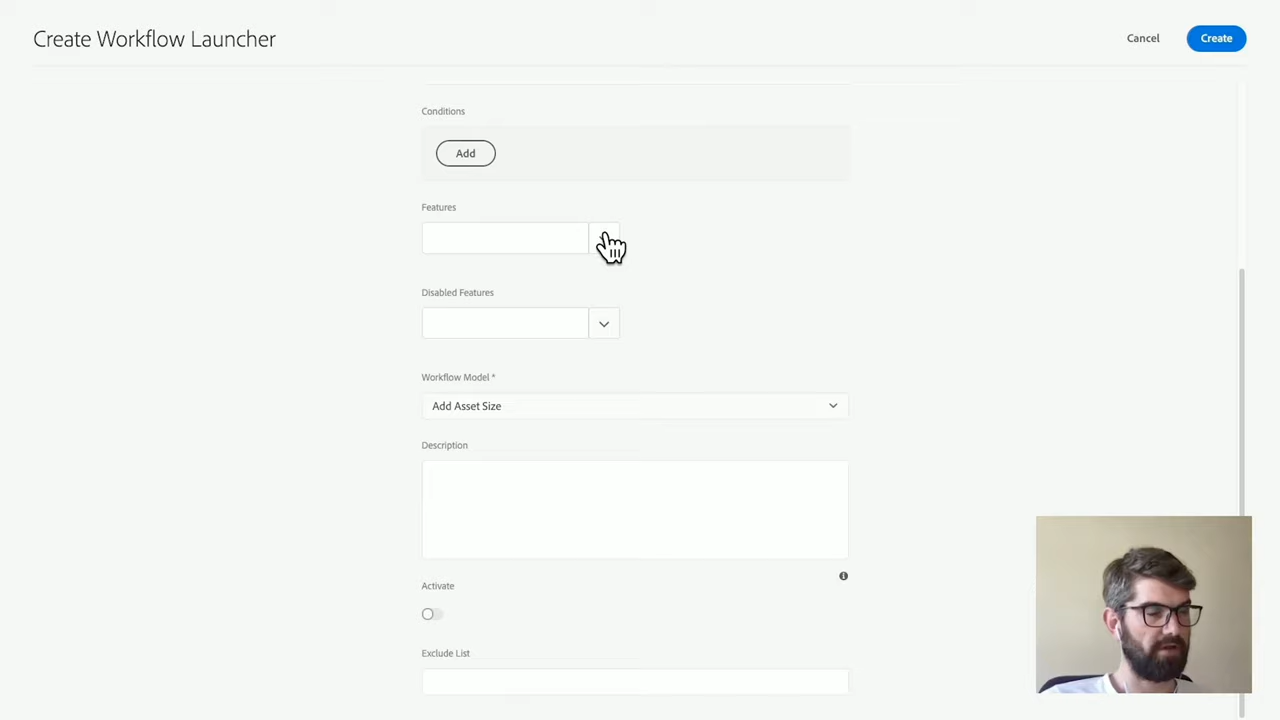 Create Workflow Launcher
Cancel
Create
Conditions
Add
Features
Disabled Features
Workflow Model *
Add Asset Size
Description
Activate
Exclude List